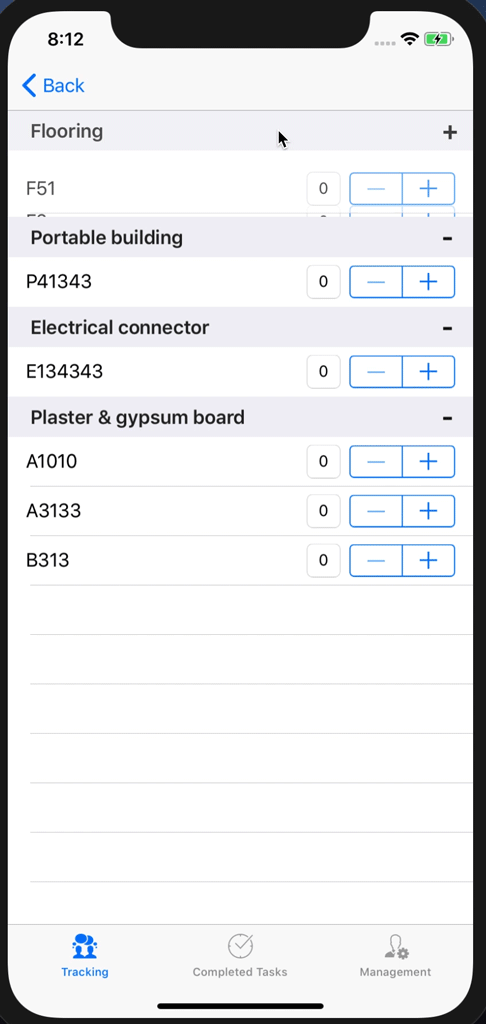 8:12
Back
Flooring +
F51 0 — +
Portable building -
P41343 0 — +
Electrical connector -
E134343 0 — +
Plaster & gypsum board -
A1010 0 — +
A3133 0 — +
B313 0 — +
Tracking Completed Tasks Management